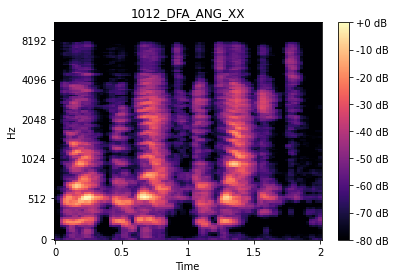 1012_DFA_ANG_XX
+0 dB
8192
-10 dB
4096
-20 dB
-30 dB
2048
Hz
-40 dB
1024
-50 dB
512
-60 dB
-70 dB
0
-80 dB
0
0.5
1
1.5
2
Time